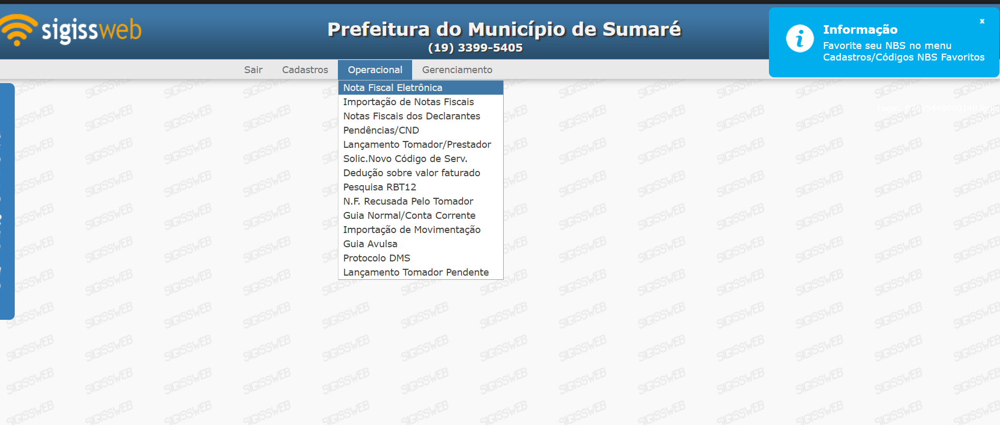 sigissweb
Prefeitura do Município de Sumaré
(19) 3399-5405
x
Informação
Favorite seu NBS no menu
Cadastros/Códigos NBS Favoritos
Sair
Cadastros
Operacional
Gerenciamento
Nota Fiscal Eletrônica
Importação de Notas Fiscais
Notas Fiscais dos Declarantes
Pendências/CND
Lançamento Tomador/Prestador
Solic.Novo Código de Serv.
Dedução sobre valor faturado
Pesquisa RBT12
N.F. Recusada Pelo Tomador
Guia Normal/Conta Corrente
Importação de Movimentação
Guia Avulsa
Protocolo DMS
Lançamento Tomador Pendente
Login:
SIGISSWEB